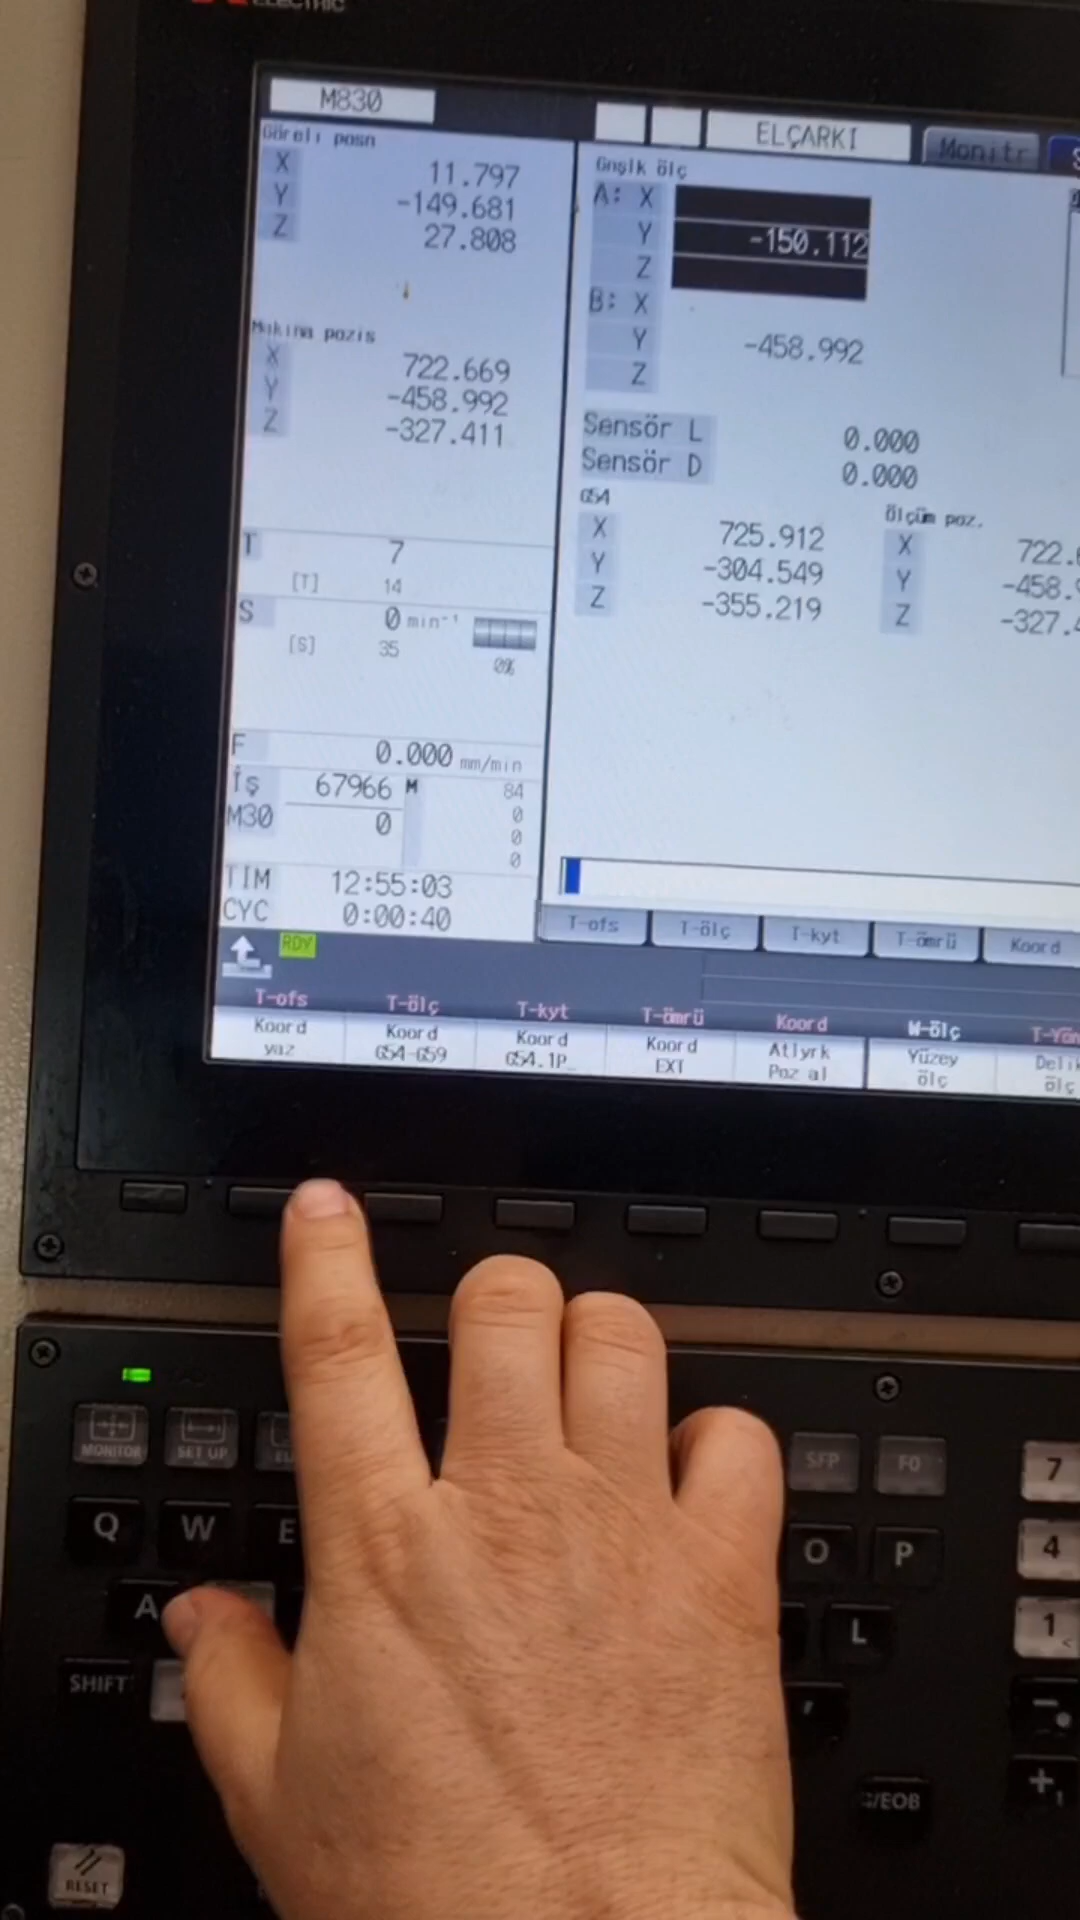 ELECTRIC
M830
ELÇARKI
Monitr
Göreli posn
X 11.797
Y -149.681
Z 27.808
Makina pozis
X 722.669
Y -458.992
Z -327.411
T 7
[T] 14
S 0 min⁻¹
[S] 35
0%
F 0.000 mm/min
İş 67966 M 84
M30 0 0
0
0
TIM 12:55:03
CYC 0:00:40
Gnşlk ölç
A: X
Y -150.112
Z
B: X
Y -458.992
Z
Sensör L 0.000
Sensör D 0.000
G54
X 725.912
Y -304.549
Z -355.219
Ölçüm poz.
X 722.
Y -458.
Z -327.
T-ofs T-ölç T-kyt T-ömrü Koord
RDY
T-ofs T-ölç T-kyt T-ömrü Koord W-ölç T-Yön
Koord yaz
Koord G54-G59
Koord G54.1P
Koord EXT
Atlyrk Poz al
Yüzey ölç
Delik ölç
MONITOR SET UP SFP F0 7
Q W E O P 4
A L 1
SHIFT
;/EOB
RESET